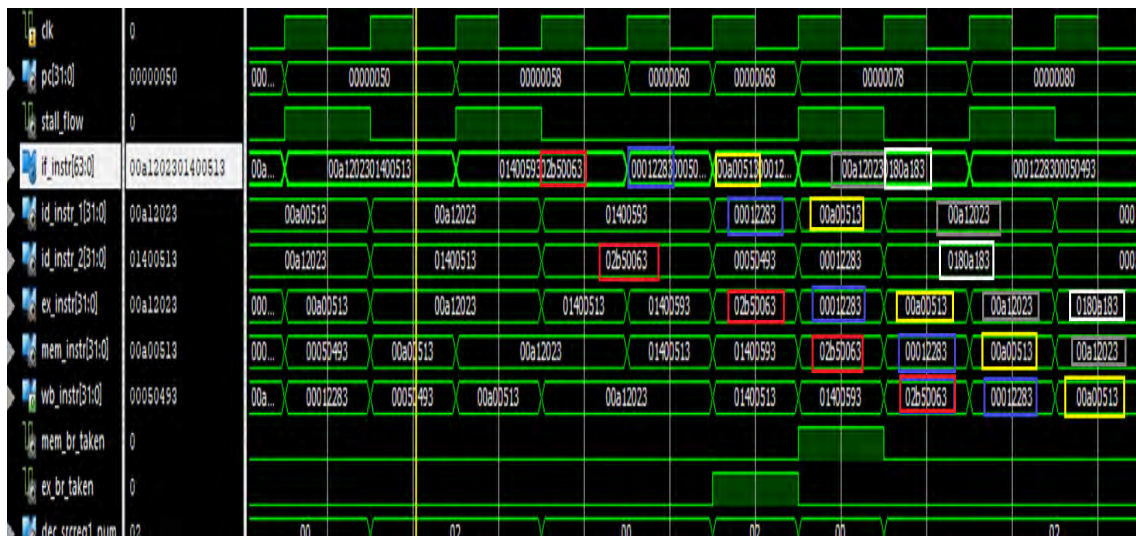 clk 0
pc[31:0] 00000050 000... 00000050 00000058 00000060 00000068 00000078 00000080
stall_flow 0
if_instr[63:0] 00a1202301400513 00a... 00a1202301400513 0140059302b50063 0001228300050... 00a005130012... 00a120230180a183 0001228300050493
id_instr_1[31:0] 00a12023 00a00513 00a12023 01400593 00012283 00a00513 00a12023 000
id_instr_2[31:0] 01400513 00a12023 01400513 02b50063 00050493 00012283 0180a183 000
ex_instr[31:0] 00a12023 000... 00a00513 00a12023 01400513 01400593 02b50063 00012283 00a00513 00a12023 0180a183
mem_instr[31:0] 00a00513 000... 00050493 00a00513 00a12023 01400513 01400593 02b50063 00012283 00a00513 00a12023
wb_instr[31:0] 00050493 00a... 00012283 00050493 00a00513 00a12023 01400513 01400593 02b50063 00012283 00a00513
mem_br_taken 0
ex_br_taken 0
dec_srcreg1_num 02 00 02 00 02 00 02